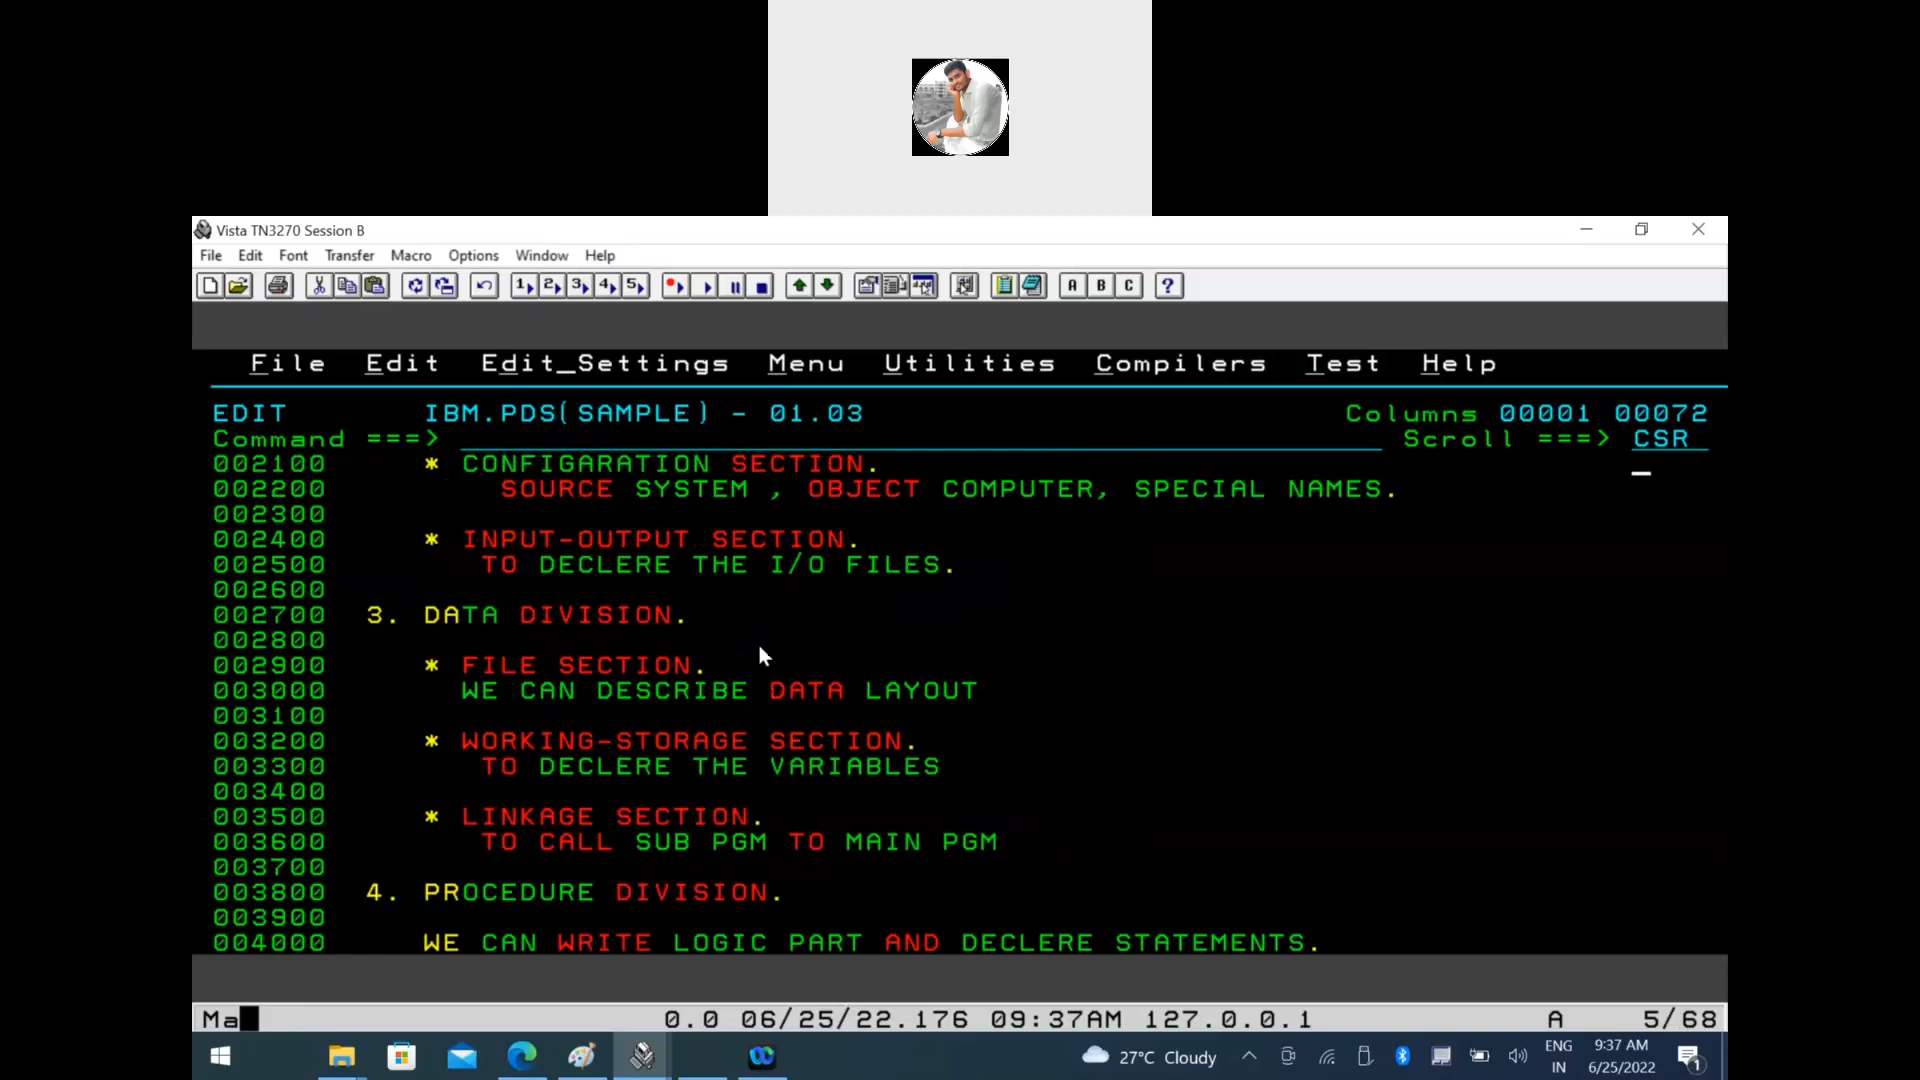 Vista TN3270 Session B
File Edit Font Transfer Macro Options Window Help
1 2 3 4 5 A B C ?
File Edit Edit_Settings Menu Utilities Compilers Test Help
EDIT IBM.PDS(SAMPLE) - 01.03 Columns 00001 00072
Command ===> Scroll ===> CSR
002100 * CONFIGARATION SECTION.
002200 SOURCE SYSTEM , OBJECT COMPUTER, SPECIAL NAMES.
002300
002400 * INPUT-OUTPUT SECTION.
002500 TO DECLERE THE I/O FILES.
002600
002700 3. DATA DIVISION.
002800
002900 * FILE SECTION.
003000 WE CAN DESCRIBE DATA LAYOUT
003100
003200 * WORKING-STORAGE SECTION.
003300 TO DECLERE THE VARIABLES
003400
003500 * LINKAGE SECTION.
003600 TO CALL SUB PGM TO MAIN PGM
003700
003800 4. PROCEDURE DIVISION.
003900
004000 WE CAN WRITE LOGIC PART AND DECLERE STATEMENTS.
Ma 0.0 06/25/22.176 09:37AM 127.0.0.1 A 5/68
27°C Cloudy ENG 9:37 AM
IN 6/25/2022 1